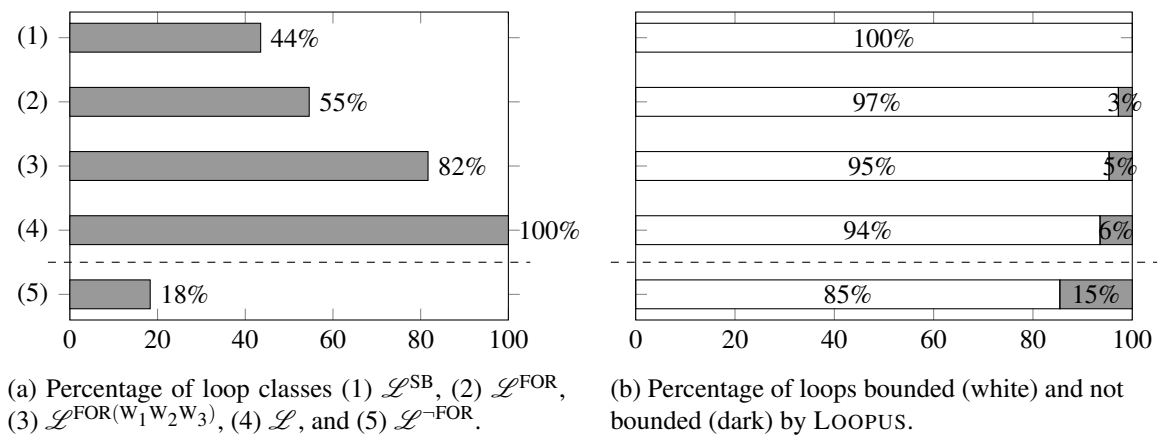 (1) 44% 100%
(2) 55% 97% 3%
(3) 82% 95% 5%
(4) 100% 94% 6%
(5) 18% 85% 15%
0 20 40 60 80 100 0 20 40 60 80 100
(a) Percentage of loop classes (1) ℒ^SB, (2) ℒ^FOR,
(3) ℒ^FOR(W₁W₂W₃), (4) ℒ, and (5) ℒ^¬FOR.
(b) Percentage of loops bounded (white) and not
bounded (dark) by LOOPUS.